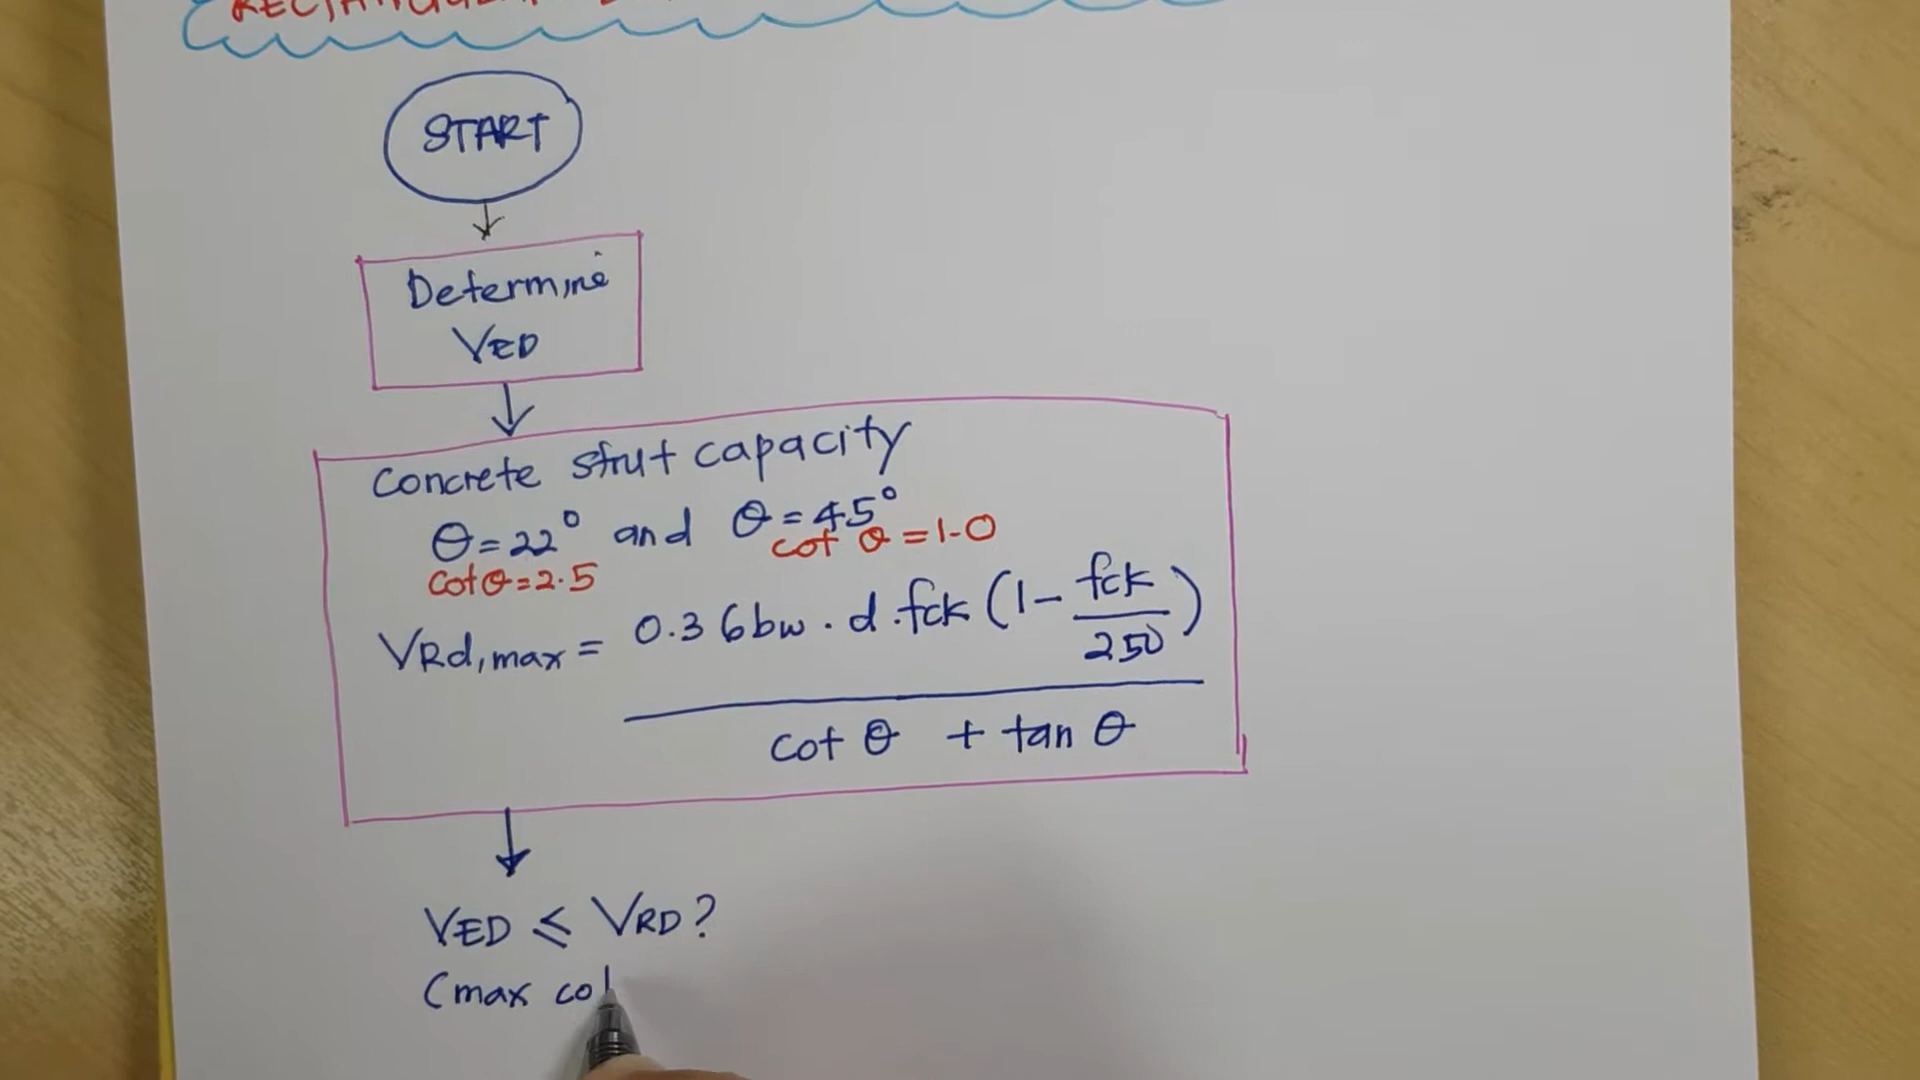 START
Determine
VED
Concrete strut capacity
θ=22° and θ=45°
cot θ=2.5 cot θ=1.0
VRd,max = 0.36bw.d.fck(1-fck/250)
cot θ + tan θ
VED ≤ VRD?
(max co